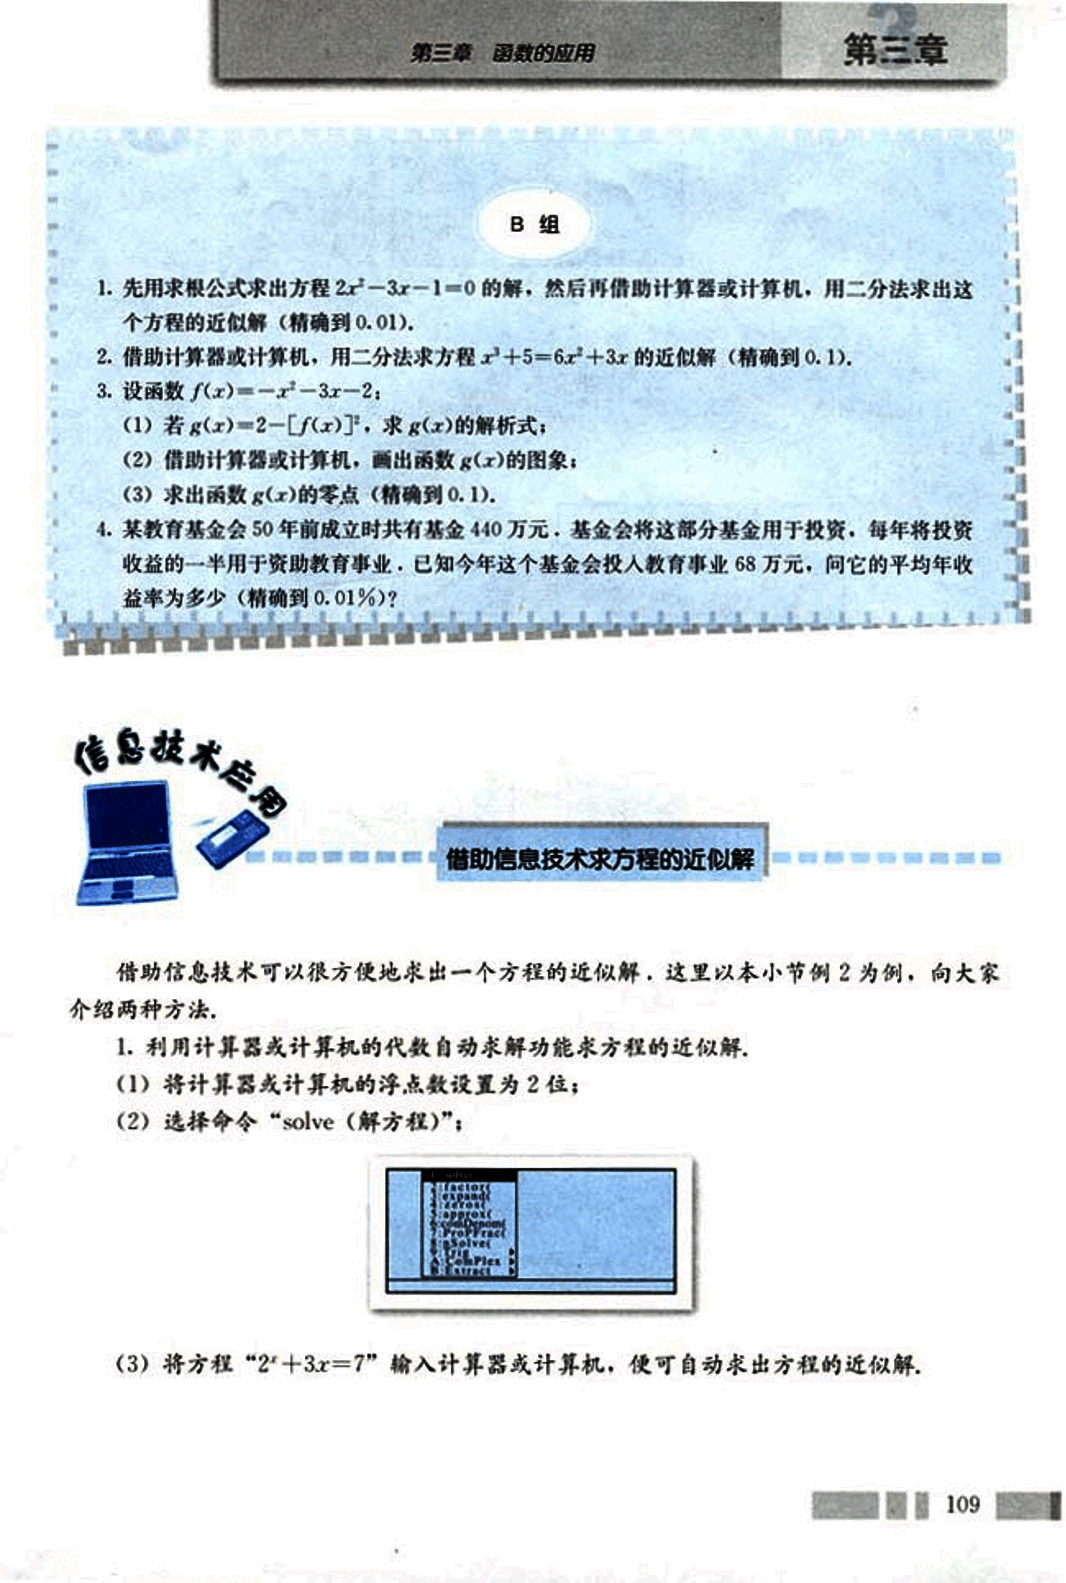 第三章 函数的应用
第三章
B 组
1. 先用求根公式求出方程 2x²-3x-1=0 的解，然后再借助计算器或计算机，用二分法求出这
个方程的近似解（精确到 0.01）.
2. 借助计算器或计算机，用二分法求方程 x³+5=6x²+3x 的近似解（精确到 0.1）.
3. 设函数 f(x)=-x²-3x-2;
(1) 若 g(x)=2-[f(x)]²，求 g(x)的解析式;
(2) 借助计算器或计算机，画出函数 g(x)的图象;
(3) 求出函数 g(x)的零点（精确到 0.1）.
4. 某教育基金会 50 年前成立时共有基金 440 万元．基金会将这部分基金用于投资，每年将投资
收益的一半用于资助教育事业．已知今年这个基金会投入教育事业 68 万元，问它的平均年收
益率为多少（精确到 0.01%）?
信息技术应用
借助信息技术求方程的近似解
借助信息技术可以很方便地求出一个方程的近似解．这里以本小节例 2 为例，向大家
介绍两种方法.
1. 利用计算器或计算机的代数自动求解功能求方程的近似解.
(1) 将计算器或计算机的浮点数设置为 2 位;
(2) 选择命令“solve（解方程）”;
factor(
expand(
zeros(
approx(
6:comDenom(
7:ProPFrac(
nSolve(
Trig
A:ComPlex
B:Extract
(3) 将方程“2ˣ+3x=7”输入计算器或计算机，便可自动求出方程的近似解.
109